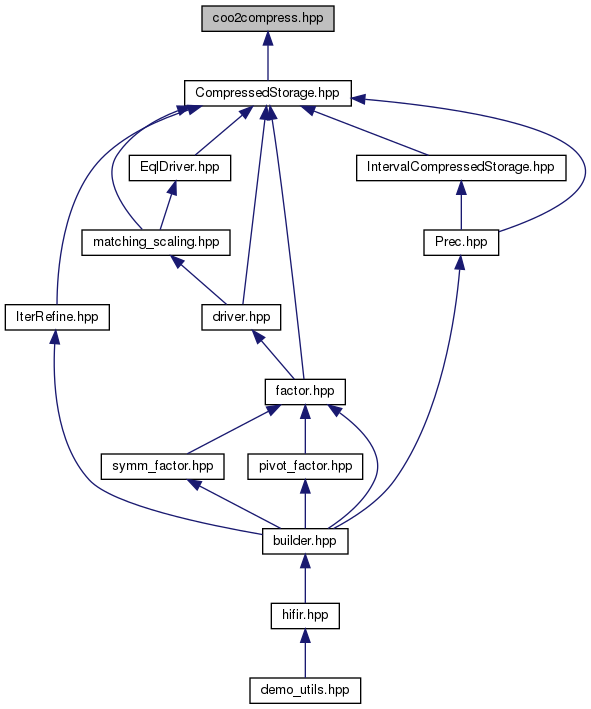 coo2compress.hpp
CompressedStorage.hpp
EqlDriver.hpp
IntervalCompressedStorage.hpp
matching_scaling.hpp
Prec.hpp
IterRefine.hpp
driver.hpp
factor.hpp
symm_factor.hpp
pivot_factor.hpp
builder.hpp
hifir.hpp
demo_utils.hpp